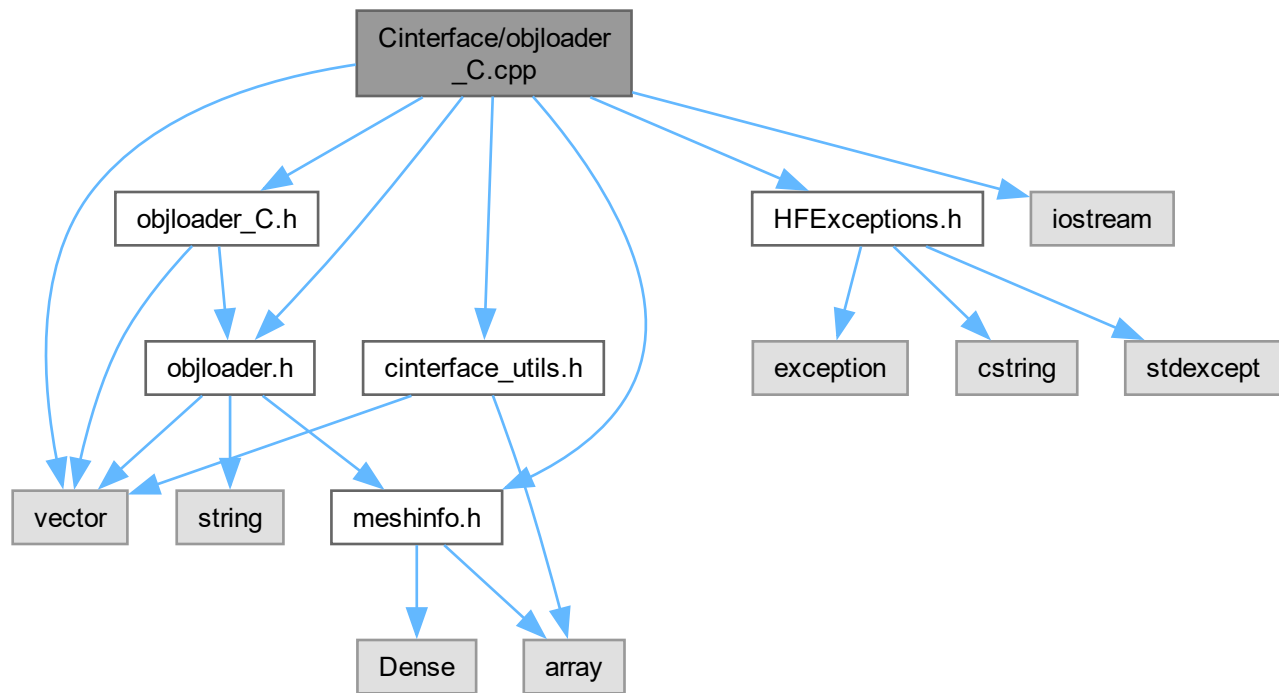 Cinterface/objloader
_C.cpp
objloader_C.h
HFExceptions.h
iostream
objloader.h
cinterface_utils.h
exception
cstring
stdexcept
vector
string
meshinfo.h
Dense
array